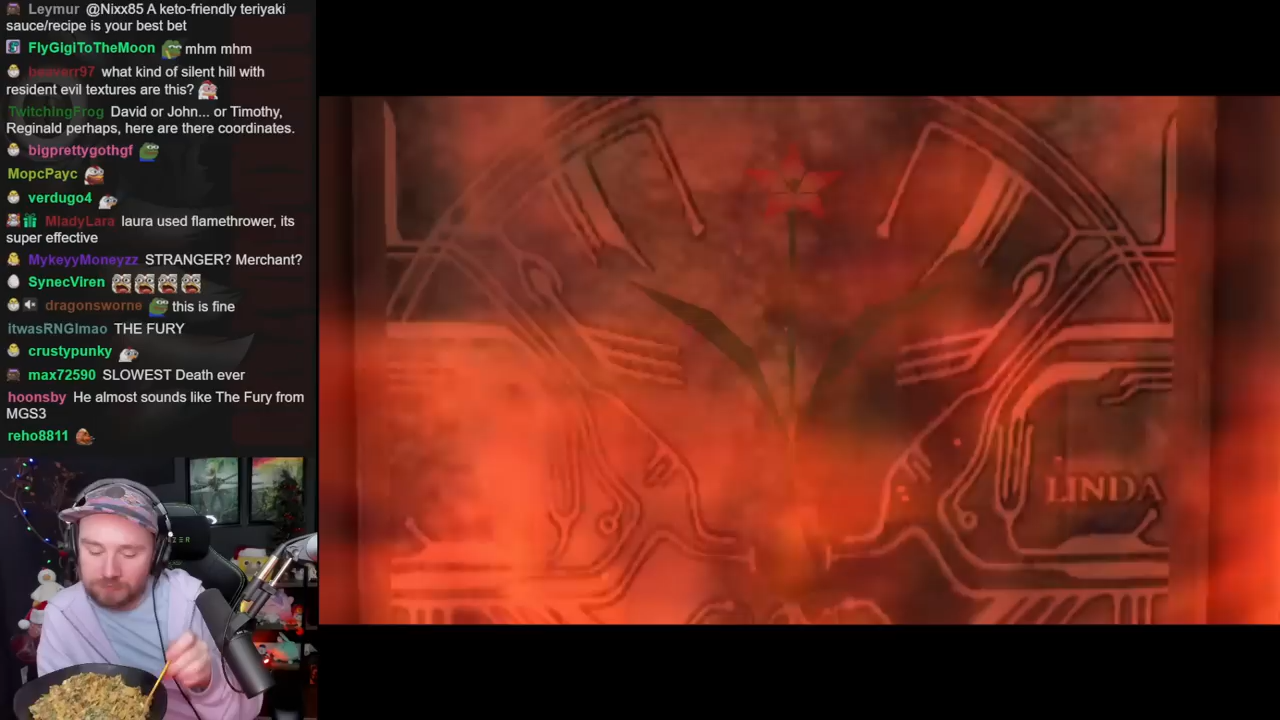 Leymur @Nixx85 A keto-friendly teriyaki
sauce/recipe is your best bet
FlyGIgIToTheMoon mhm mhm
beaverr97 what kind of silent hill with
resident evil textures are this?
TwitchingFrog David or John... or Timothy,
Reginald perhaps, here are there coordinates.
bigprettygothgf
MopcPayc
verdugo4
MladyLara laura used flamethrower, its
super effective
MykeyyMoneyzz STRANGER? Merchant?
SynecVIren
dragonsworne this is fine
itwasRNGlmao THE FURY
crustypunky
max72590 SLOWEST Death ever
hoonsby He almost sounds like The Fury from
MGS3
reho8811
LINDA